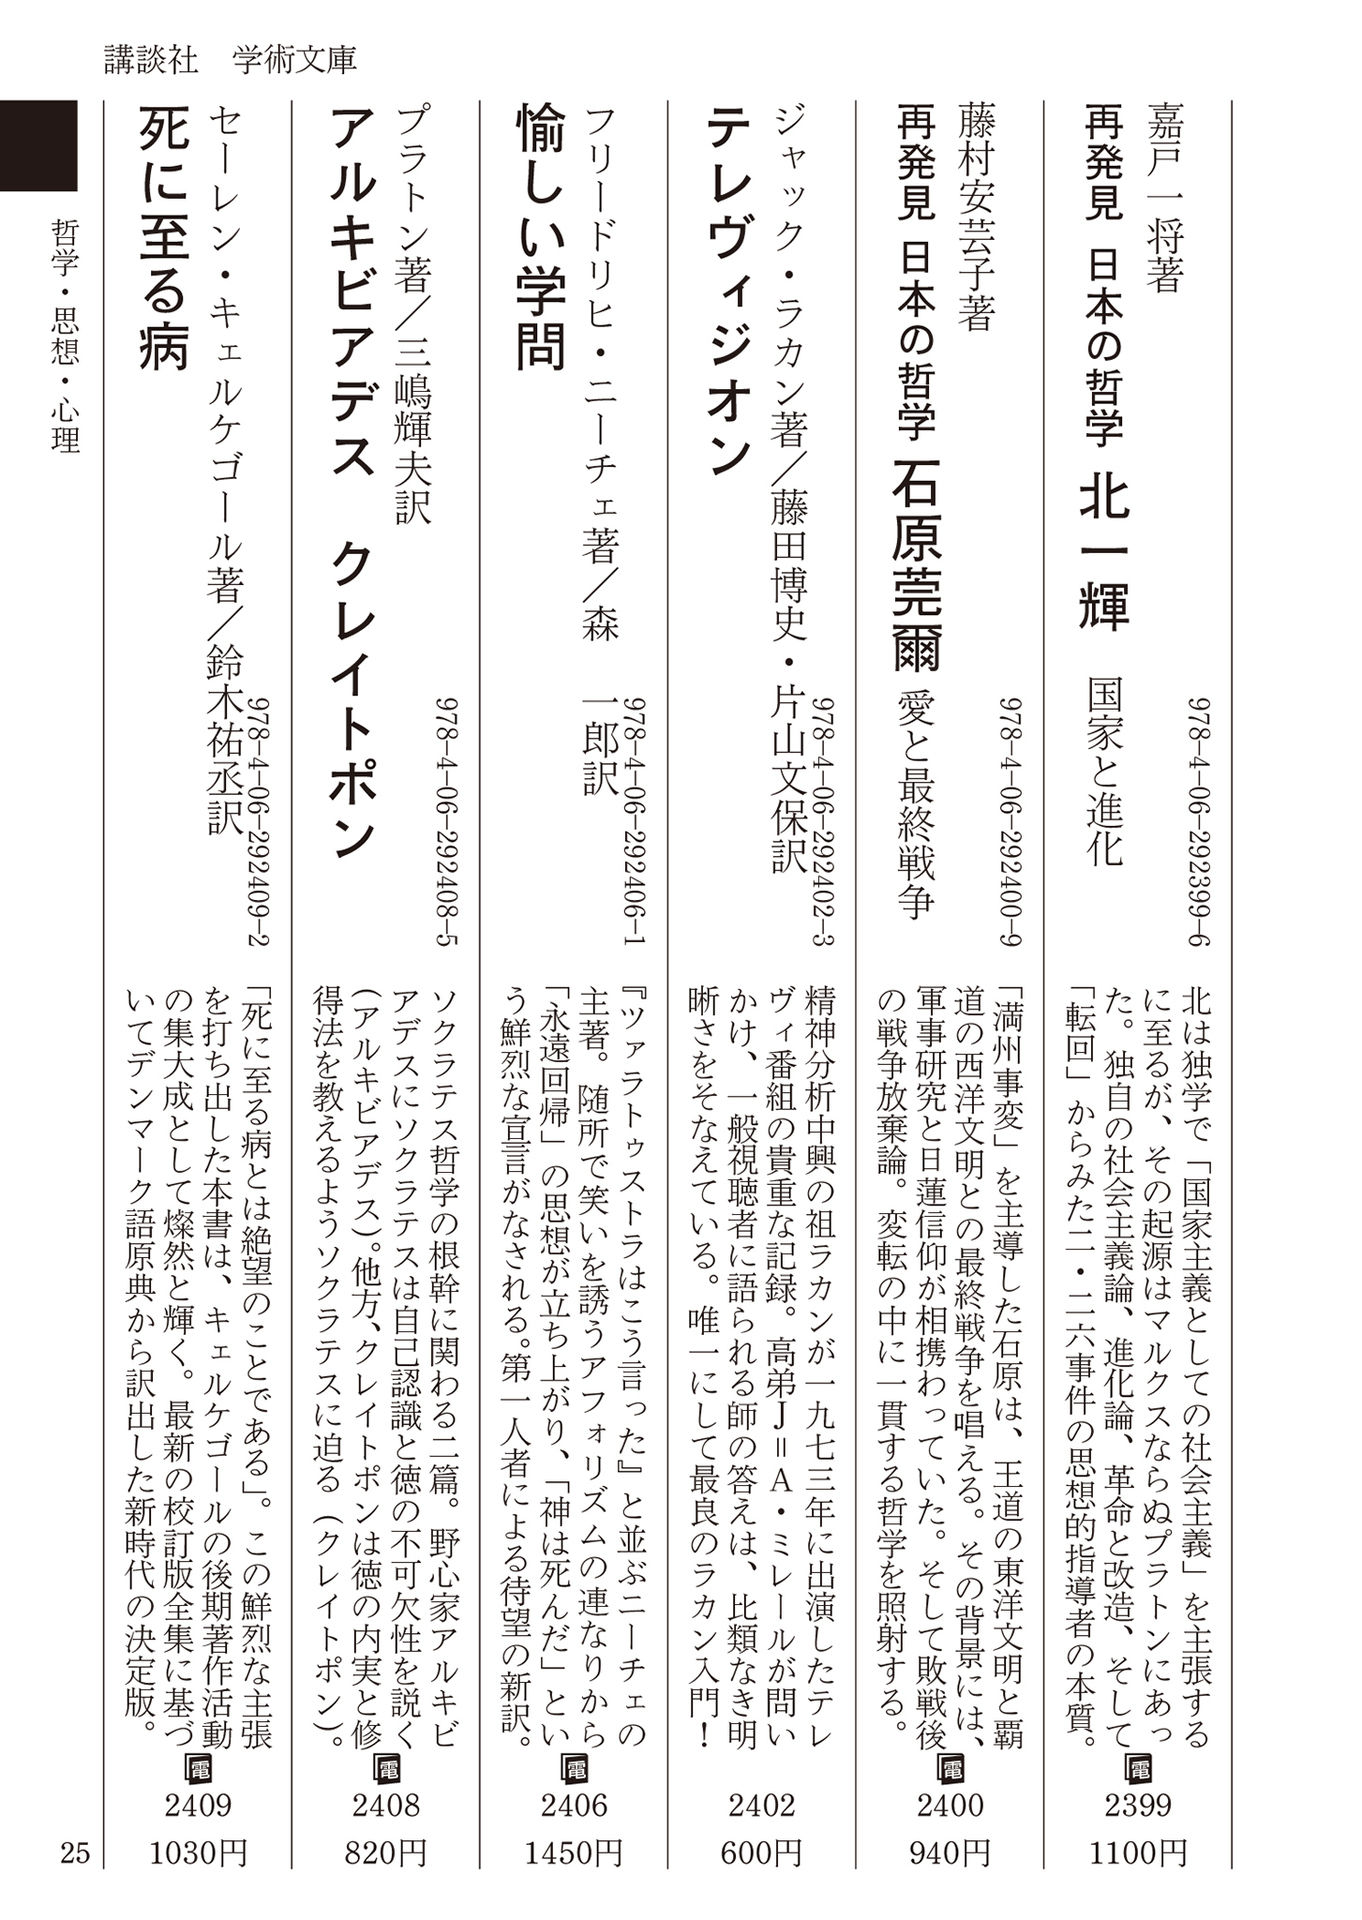 講談社　学術文庫
嘉戸一将著
再発見 日本の哲学 北一輝　国家と進化
978-4-06-292399-6
北は独学で「国家主義としての社会主義」を主張する
に至るが、その起源はマルクスならぬプラトンにあっ
た。独自の社会主義論、進化論、革命と改造、そして
「転回」からみた二・二六事件の思想的指導者の本質。
電
2399
1100円
藤村安芸子著
再発見 日本の哲学 石原莞爾 愛と最終戦争
978-4-06-292400-9
「満州事変」を主導した石原は、王道の東洋文明と覇
道の西洋文明との最終戦争を唱える。その背景には、
軍事研究と日蓮信仰が相携わっていた。そして敗戦後
の戦争放棄論。変転の中に一貫する哲学を照射する。
電
2400
940円
ジャック・ラカン著／藤田博史・片山文保訳
テレヴィジオン
978-4-06-292402-3
精神分析中興の祖ラカンが一九七三年に出演したテレ
ヴィ番組の貴重な記録。高弟J＝A・ミレールが問い
かけ、一般視聴者に語られる師の答えは、比類なき明
晰さをそなえている。唯一にして最良のラカン入門！
2402
600円
フリードリヒ・ニーチェ著／森　一郎訳
愉しい学問
978-4-06-292406-1
『ツァラトゥストラはこう言った』と並ぶニーチェの
主著。随所で笑いを誘うアフォリズムの連なりから
「永遠回帰」の思想が立ち上がり、「神は死んだ」とい
う鮮烈な宣言がなされる。第一人者による待望の新訳。
電
2406
1450円
プラトン著／三嶋輝夫訳
アルキビアデス　クレイトポン
978-4-06-292408-5
ソクラテス哲学の根幹に関わる二篇。野心家アルキビ
アデスにソクラテスは自己認識と徳の不可欠性を説く
（アルキビアデス）。他方、クレイトポンは徳の内実と修
得法を教えるようソクラテスに迫る（クレイトポン）。
電
2408
820円
セーレン・キェルケゴール著／鈴木祐丞訳
死に至る病
978-4-06-292409-2
「死に至る病とは絶望のことである」。この鮮烈な主張
を打ち出した本書は、キェルケゴールの後期著作活動
の集大成として燦然と輝く。最新の校訂版全集に基づ
いてデンマーク語原典から訳出した新時代の決定版。
電
2409
1030円
哲学・思想・心理
25